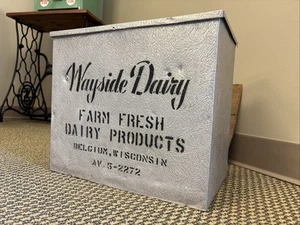 Wayside Dairy
FARM FRESH
DAIRY PRODUCTS
BELGIUM, WISCONSIN
AV. 5-2272